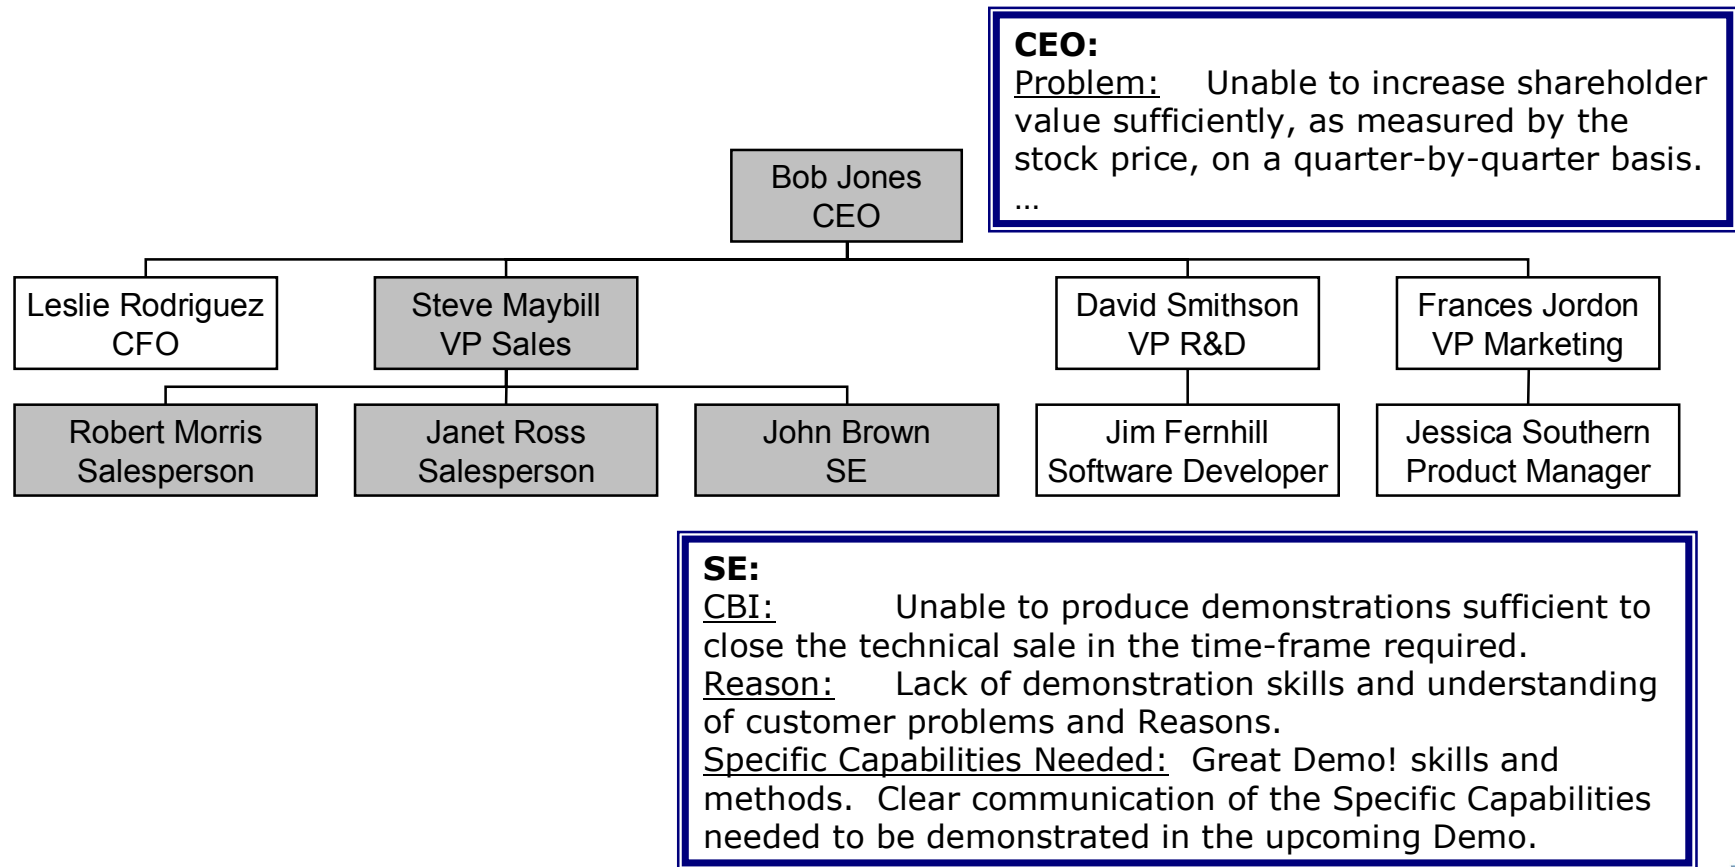 CEO:
Problem: Unable to increase shareholder
value sufficiently, as measured by the
stock price, on a quarter-by-quarter basis.
...
Bob Jones
CEO
Leslie Rodriguez
CFO
Steve Maybill
VP Sales
David Smithson
VP R&D
Frances Jordon
VP Marketing
Robert Morris
Salesperson
Janet Ross
Salesperson
John Brown
SE
Jim Fernhill
Software Developer
Jessica Southern
Product Manager
SE:
CBI: Unable to produce demonstrations sufficient to
close the technical sale in the time-frame required.
Reason: Lack of demonstration skills and understanding
of customer problems and Reasons.
Specific Capabilities Needed: Great Demo! skills and
methods. Clear communication of the Specific Capabilities
needed to be demonstrated in the upcoming Demo.